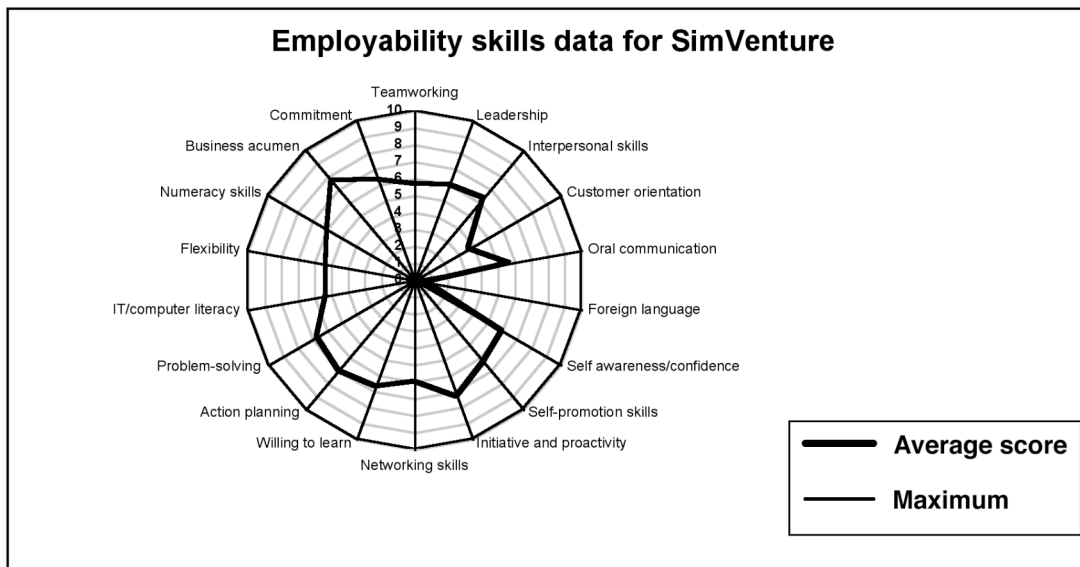 Employability skills data for SimVenture
Teamworking
Leadership
Interpersonal skills
Customer orientation
Oral communication
Foreign language
Self awareness/confidence
Self-promotion skills
Initiative and proactivity
Networking skills
Willing to learn
Action planning
Problem-solving
IT/computer literacy
Flexibility
Numeracy skills
Business acumen
Commitment
10
9
8
7
6
5
4
3
2
1
0
Average score
Maximum